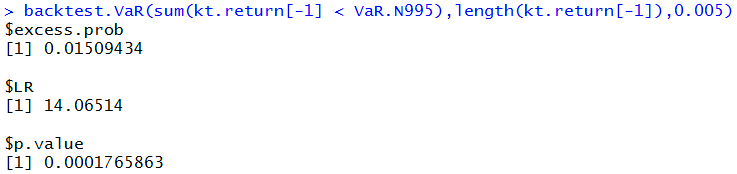 > backtest.VaR(sum(kt.return[-1] < VaR.N995),length(kt.return[-1]),0.005)
$excess.prob
[1] 0.01509434
$LR
[1] 14.06514
$p.value
[1] 0.0001765863